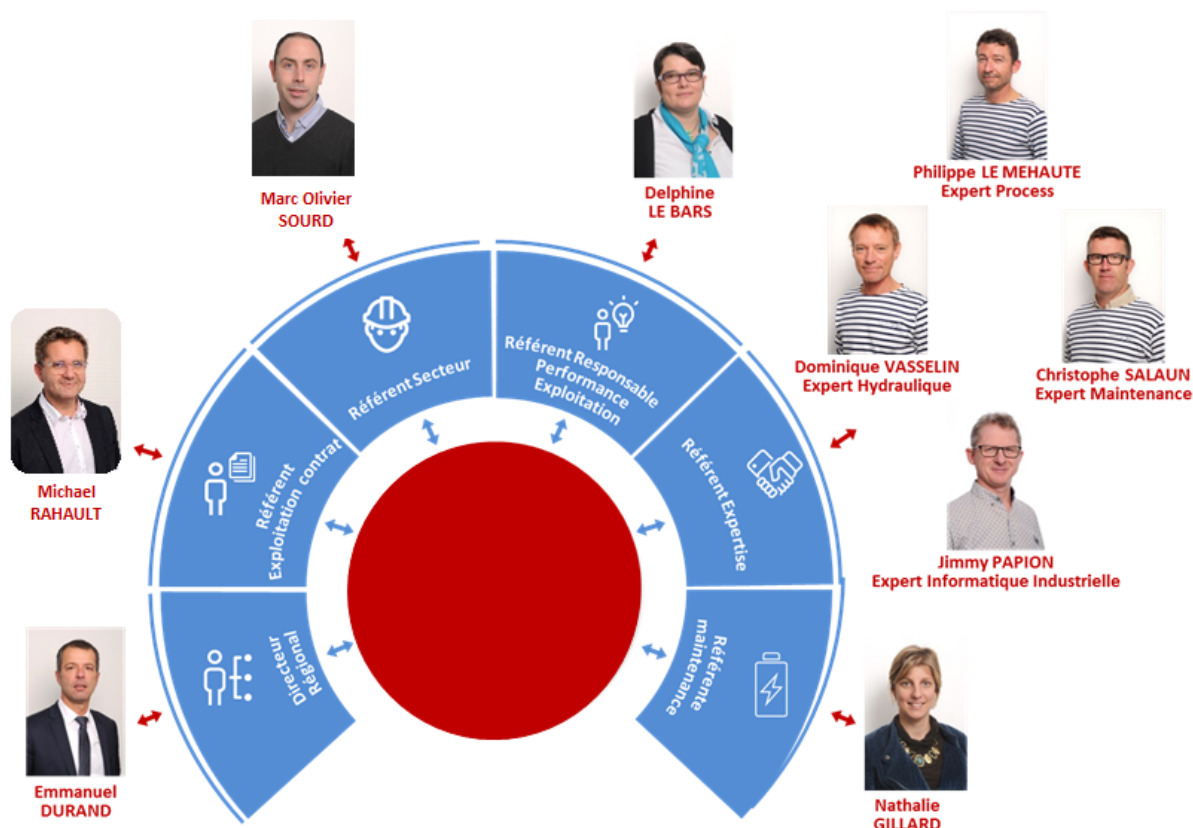 Marc Olivier
SOURD
Delphine
LE BARS
Philippe LE MEHAUTE
Expert Process
Dominique VASSELIN
Expert Hydraulique
Christophe SALAUN
Expert Maintenance
Michael
RAHAULT
Jimmy PAPION
Expert Informatique Industrielle
Emmanuel
DURAND
Nathalie
GILLARD
Directeur
Régional
Référent
Exploitation contrat
Référent Secteur
Référent Responsable
Performance
Exploitation
Référent Expertise
Référente
maintenance